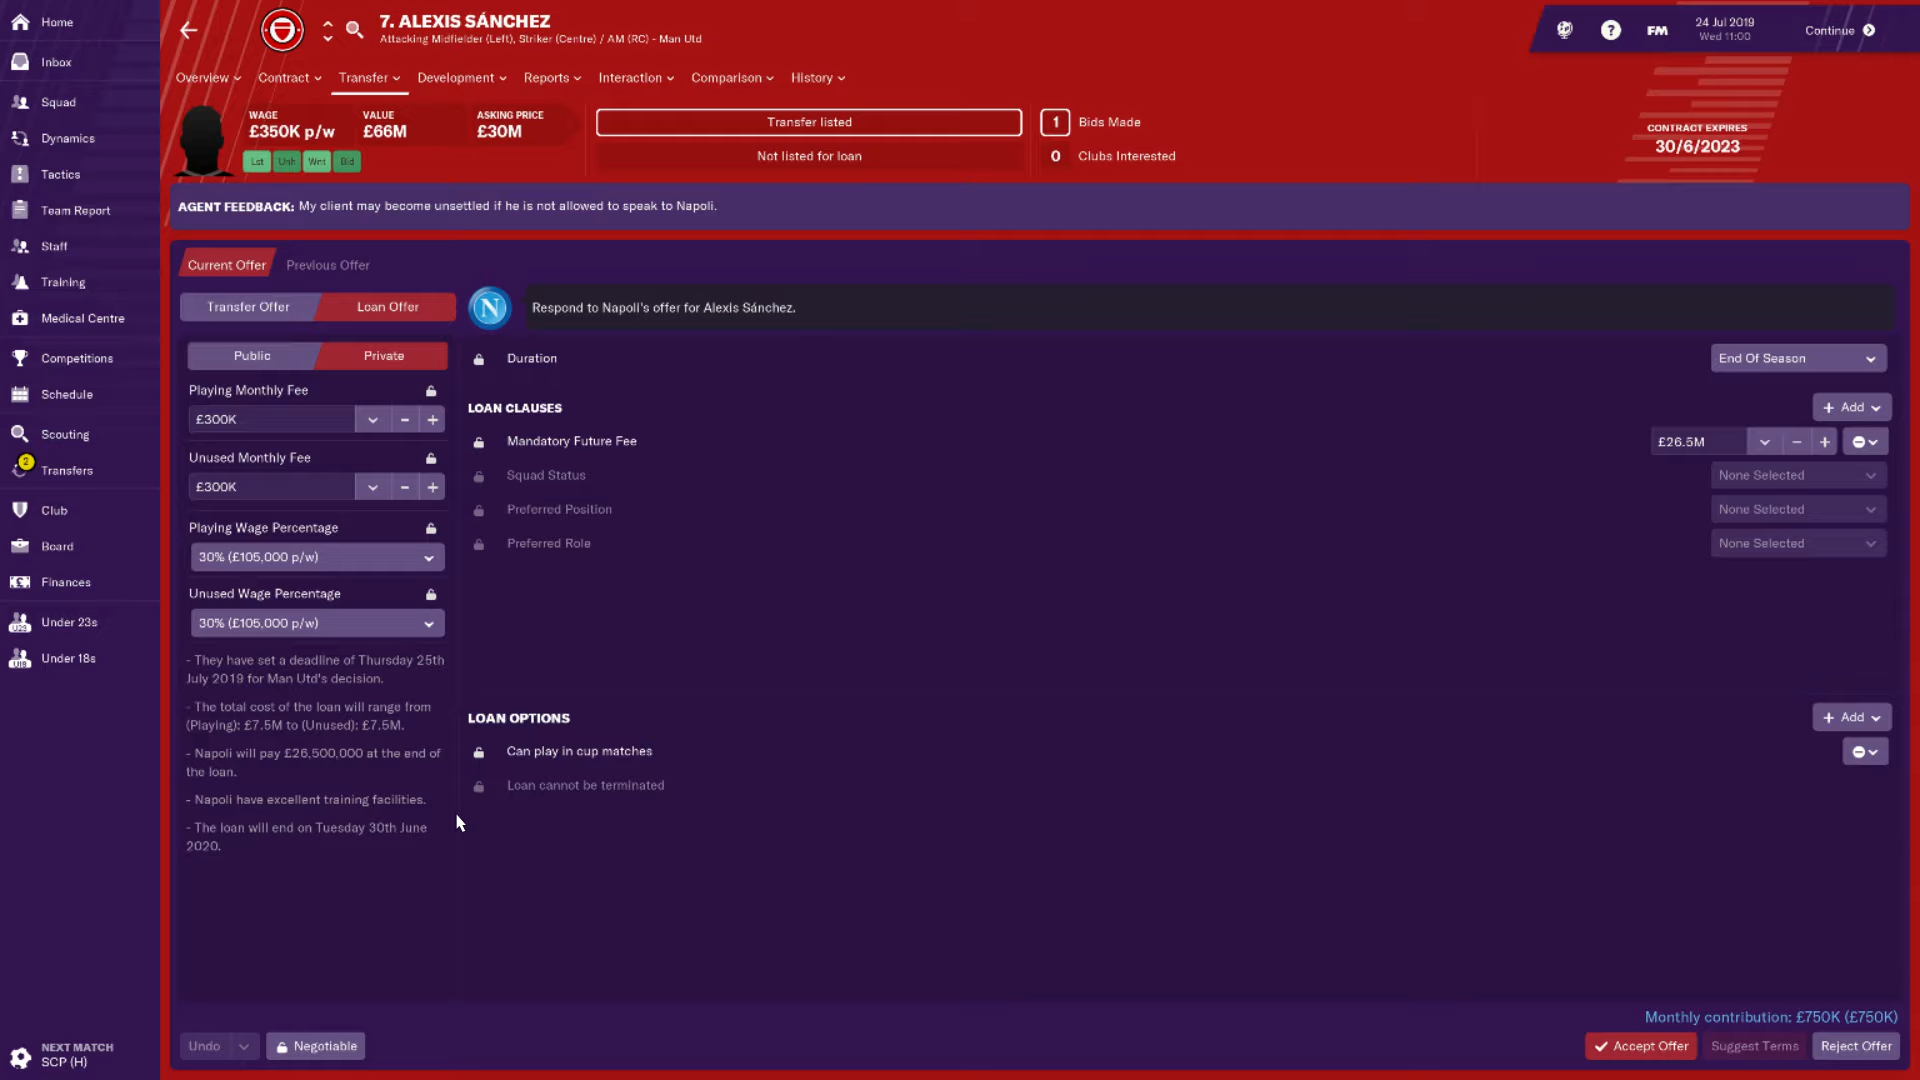 Home
Inbox
Squad
Dynamics
Tactics
Team Report
Staff
Training
Medical Centre
Competitions
Schedule
Scouting
2
Transfers
Club
Board
Finances
U23
Under 23s
U18
Under 18s
NEXT MATCH
SCP (H)
7. ALEXIS SÁNCHEZ
Attacking Midfielder (Left), Striker (Centre) / AM (RC) - Man Utd
FM
24 Jul 2019
Wed 11:00
Continue
Overview
Contract
Transfer
Development
Reports
Interaction
Comparison
History
WAGE
£350K p/w
VALUE
£66M
ASKING PRICE
£30M
Lst Unh Wnt Bid
Transfer listed
Not listed for loan
1 Bids Made
0 Clubs Interested
CONTRACT EXPIRES
30/6/2023
AGENT FEEDBACK: My client may become unsettled if he is not allowed to speak to Napoli.
Current Offer
Previous Offer
Transfer Offer
Loan Offer
N
Respond to Napoli's offer for Alexis Sánchez.
Public
Private
Playing Monthly Fee
£300K
Unused Monthly Fee
£300K
Playing Wage Percentage
30% (£105,000 p/w)
Unused Wage Percentage
30% (£105,000 p/w)
- They have set a deadline of Thursday 25th
July 2019 for Man Utd's decision.
- The total cost of the loan will range from
(Playing): £7.5M to (Unused): £7.5M.
- Napoli will pay £26,500,000 at the end of
the loan.
- Napoli have excellent training facilities.
- The loan will end on Tuesday 30th June
2020.
Duration
End Of Season
LOAN CLAUSES
+ Add
Mandatory Future Fee
£26.5M
Squad Status
None Selected
Preferred Position
None Selected
Preferred Role
None Selected
LOAN OPTIONS
+ Add
Can play in cup matches
Loan cannot be terminated
Monthly contribution: £750K (£750K)
Undo
Negotiable
Accept Offer
Suggest Terms
Reject Offer